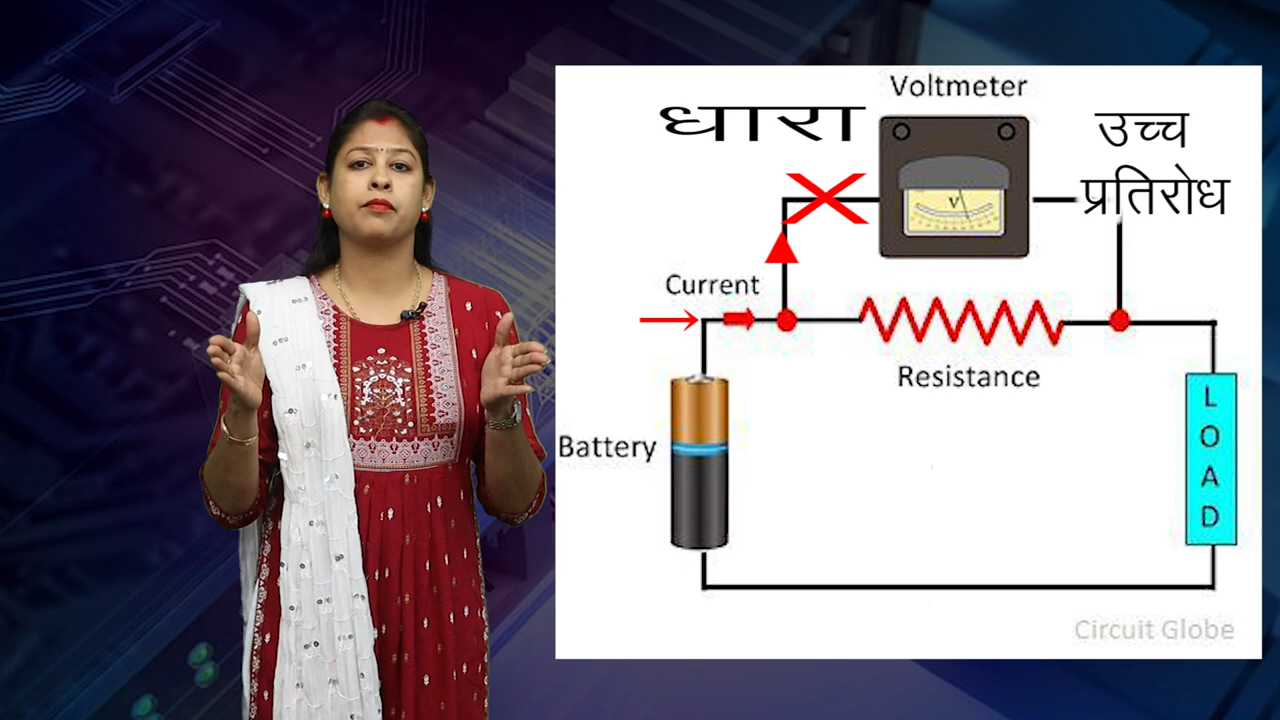 Voltmeter
धारा
उच्च
प्रतिरोध
V
Current
Resistance
Battery
L
O
A
D
Circuit Globe